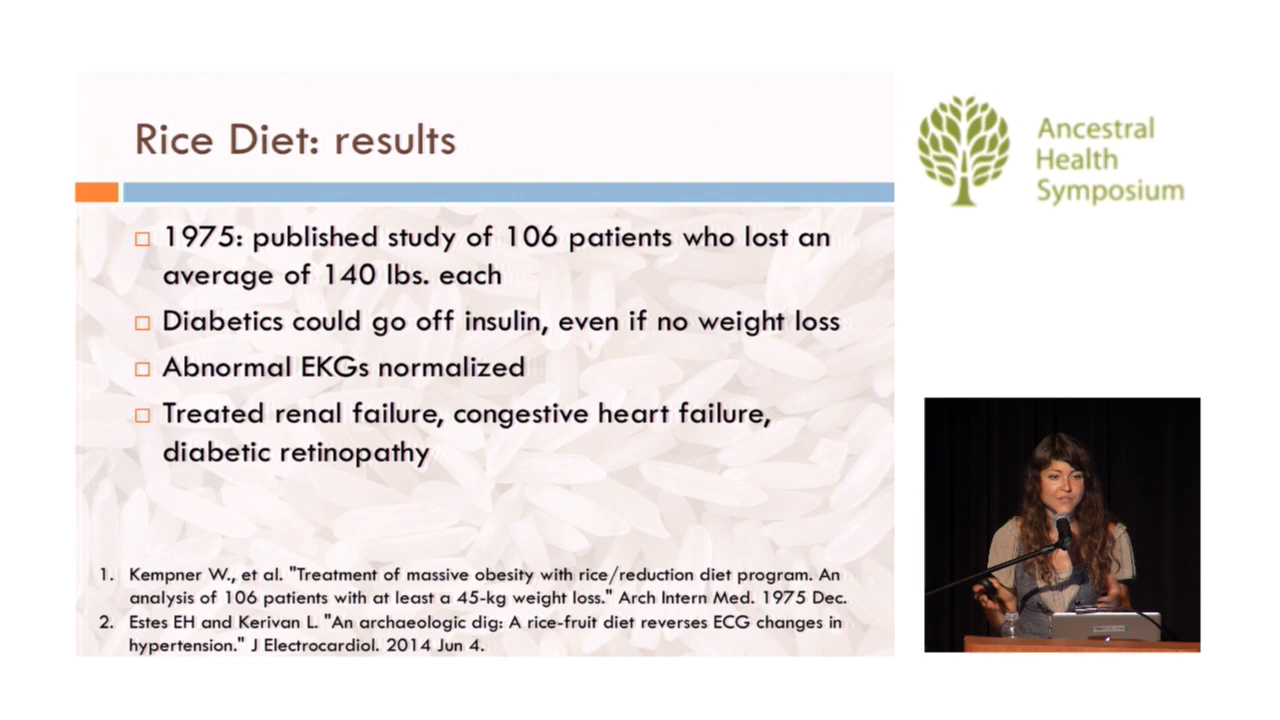 Rice Diet: results
1975: published study of 106 patients who lost an
average of 140 lbs. each
Diabetics could go off insulin, even if no weight loss
Abnormal EKGs normalized
Treated renal failure, congestive heart failure,
diabetic retinopathy
1. Kempner W., et al. "Treatment of massive obesity with rice/reduction diet program. An
analysis of 106 patients with at least a 45-kg weight loss." Arch Intern Med. 1975 Dec.
2. Estes EH and Kerivan L. "An archaeologic dig: A rice-fruit diet reverses ECG changes in
hypertension." J Electrocardiol. 2014 Jun 4.
Ancestral
Health
Symposium